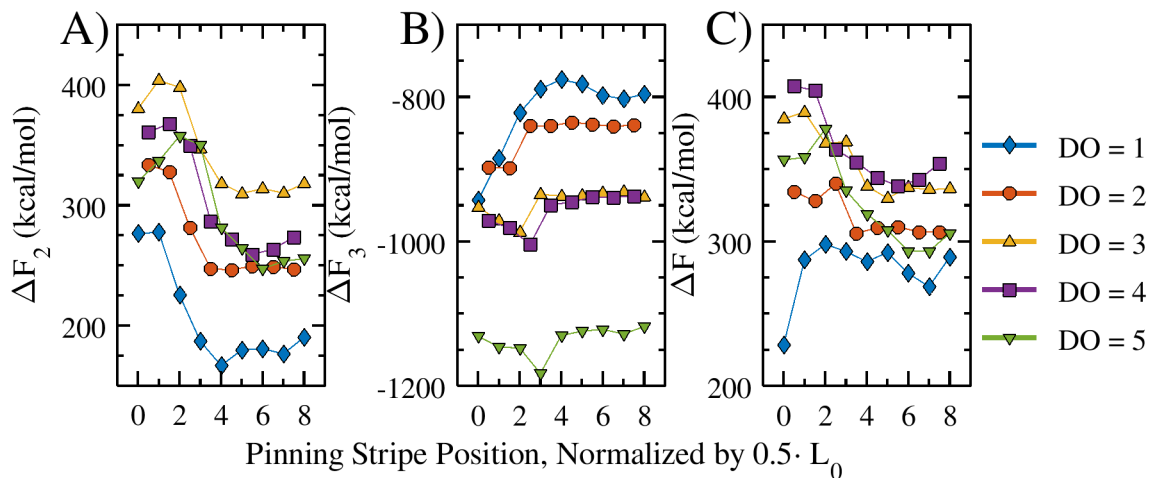 A)
B)
C)
ΔF₂ (kcal/mol)
400
300
200
0 2 4 6 8
ΔF₃ (kcal/mol)
-800
-1000
-1200
0 2 4 6 8
ΔF (kcal/mol)
400
300
200
0 2 4 6 8
DO = 1
DO = 2
DO = 3
DO = 4
DO = 5
Pinning Stripe Position, Normalized by 0.5· L₀